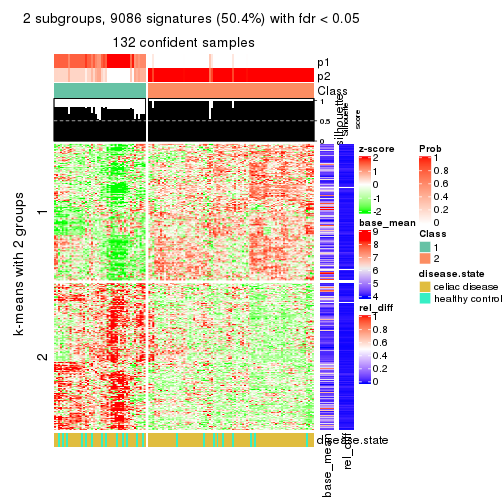 2 subgroups, 9086 signatures (50.4%) with fdr < 0.05
132 confident samples
p1
p2
Class
1
0.5
0
silhouette
silhouette
score
k-means with 2 groups
1
2
disease.state
base_mean
rel_diff
z-score
2
1
0
-1
-2
base_mean
9
8
7
6
5
4
rel_diff
1
0.8
0.6
0.4
0.2
0
Prob
1
0.8
0.6
0.4
0.2
0
Class
1
2
disease.state
celiac disease
healthy control